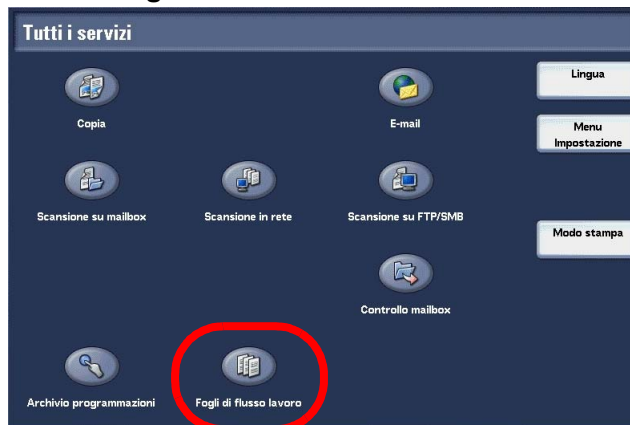 Tutti i servizi
Copia
E-mail
Lingua
Menu
Impostazione
Scansione su mailbox
Scansione in rete
Scansione su FTP/SMB
Modo stampa
Controllo mailbox
Archivio programmazioni
Fogli di flusso lavoro